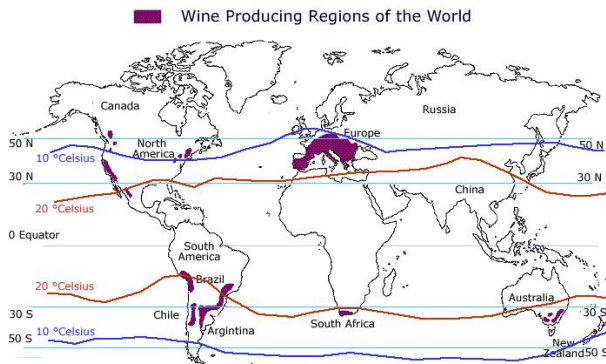 Wine Producing Regions of the World
Canada
Russia
50 N
North
America
Europe
50 N
10 °Celsius
30 N
China
30 N
20 °Celsius
0 Equator
South
America
20 °Celsius
Brazil
Australia
30 S
Chile
South Africa
30 S
10 °Celsius
Argintina
New
Zealand
50 S
50 S